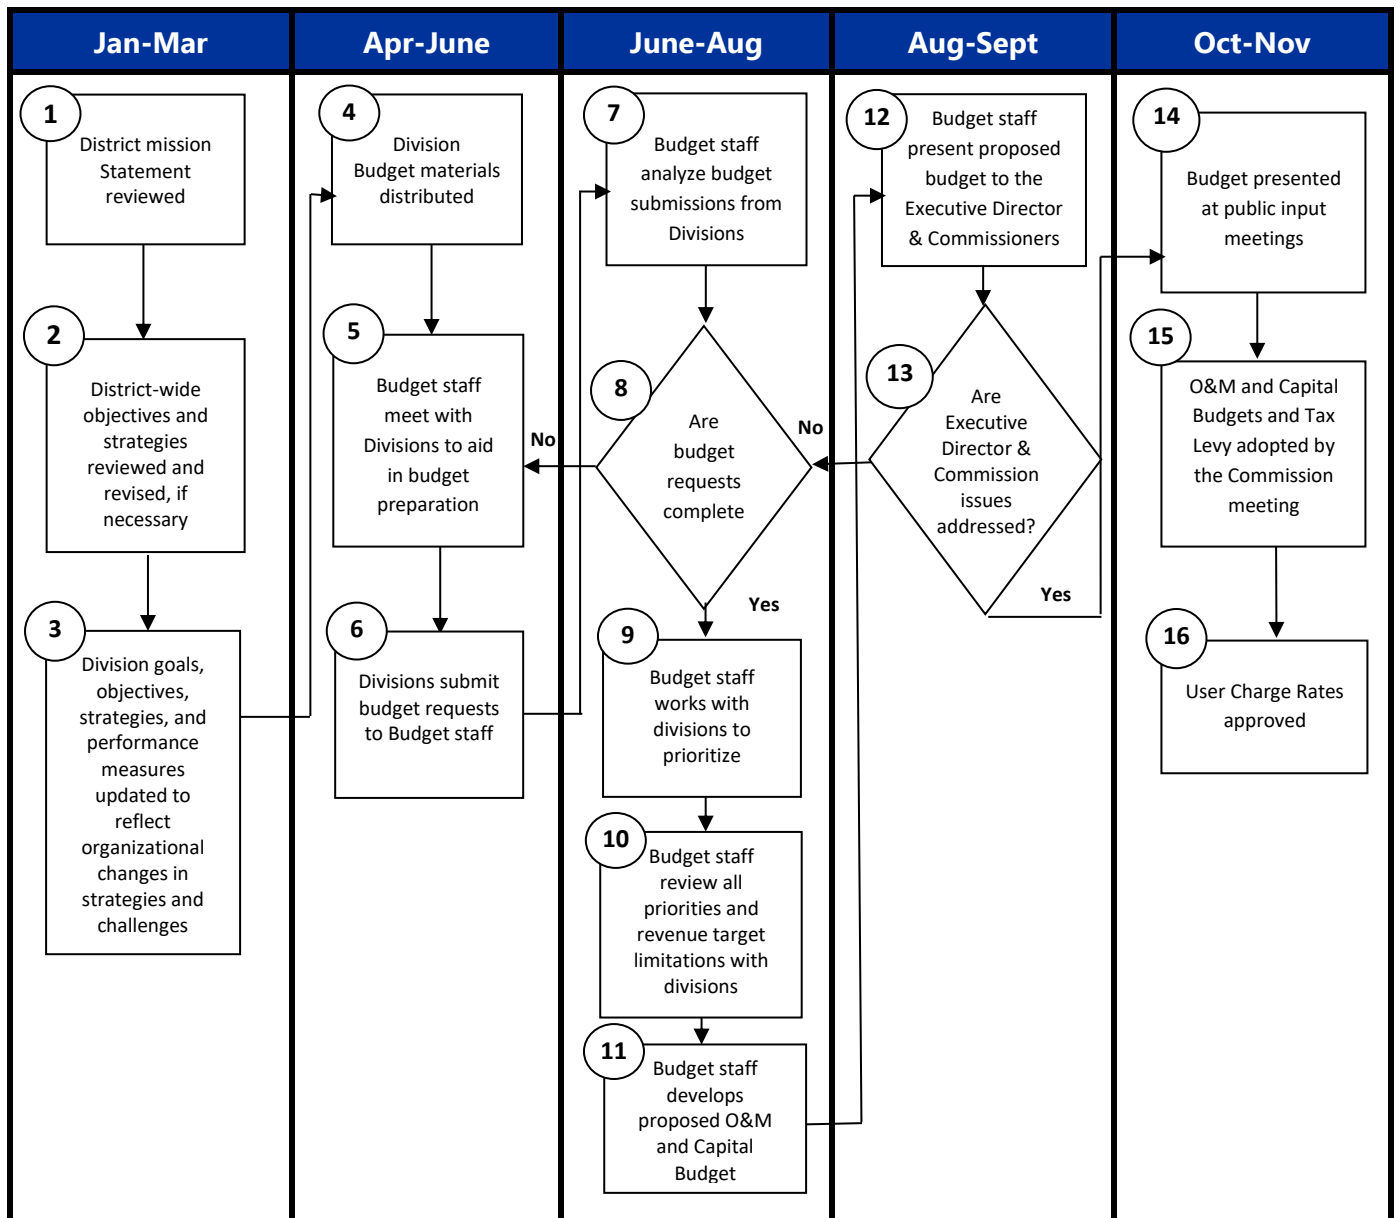 Jan-Mar
Apr-June
June-Aug
Aug-Sept
Oct-Nov
1
District mission
Statement
reviewed
2
District-wide
objectives and
strategies
reviewed and
revised, if
necessary
3
Division goals,
objectives,
strategies, and
performance
measures
updated to
reflect
organizational
changes in
strategies and
challenges
4
Division
Budget materials
distributed
5
Budget staff
meet with
Divisions to aid
in budget
preparation
6
Divisions submit
budget requests
to Budget staff
7
Budget staff
analyze budget
submissions from
Divisions
8
Are
budget
requests
complete
No
Yes
9
Budget staff
works with
divisions to
prioritize
10
Budget staff
review all
priorities and
revenue target
limitations with
divisions
11
Budget staff
develops
proposed O&M
and Capital
Budget
12
Budget staff
present proposed
budget to the
Executive Director
& Commissioners
13
Are
Executive
Director &
Commission
issues
addressed?
No
Yes
14
Budget presented
at public input
meetings
15
O&M and Capital
Budgets and Tax
Levy adopted by
the Commission
meeting
16
User Charge Rates
approved